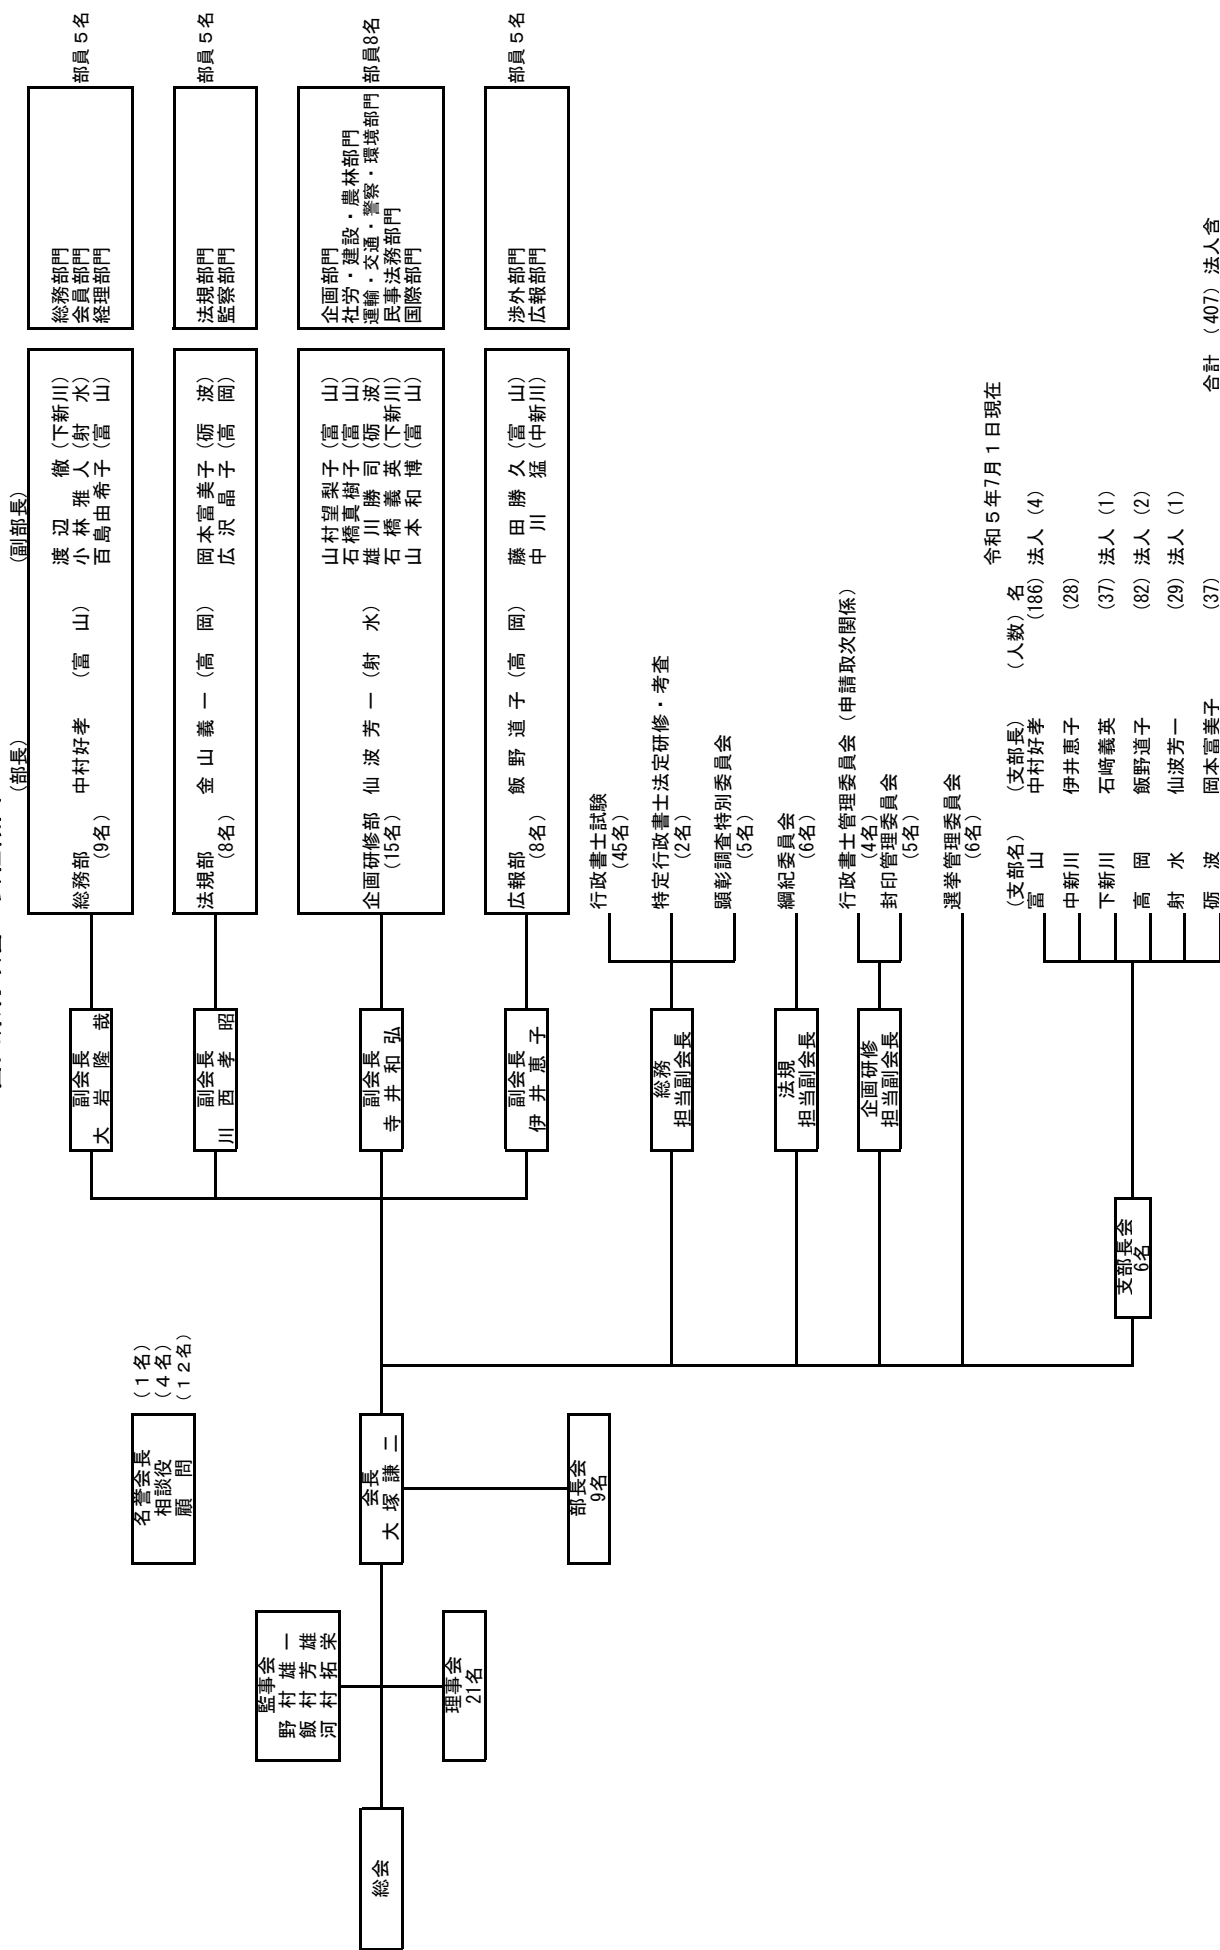 (部長)
(副部長)
総会
監事会
野村雄一
飯村芳雄
河村拓栄
理事会
21名
名誉会長 (1名)
相談役 (4名)
顧問 (12名)
会長
大塚謙二
部長会
9名
副会長
大岩隆哉
総務部 中村好孝 (富山)
(9名)
渡辺徹(下新川)
小林雅人(射水)
百島由希子(富山)
総務部門
会員部門
経理部門
部員5名
副会長
川西孝昭
法規部 金山義一(高岡)
(8名)
岡本富美子(砺波)
広沢晶子(高岡)
法規部門
監察部門
部員5名
副会長
寺井和弘
企画研修部 仙波芳一(射水)
(15名)
山村望梨子(富山)
石橋真樹子(富山)
雄川勝司(砺波)
石橋義英(下新川)
山本和博(富山)
企画部門
社労・建設・農林部門
運輸・交通・警察・環境部門
民事法務部門
国際部門
部員8名
副会長
伊井恵子
広報部 飯野道子(高岡)
(8名)
藤田勝久(富山)
中川猛(中新川)
渉外部門
広報部門
部員5名
総務
担当副会長
行政書士試験
(45名)
特定行政書士法定研修・考査
(2名)
顕彰調査特別委員会
(5名)
法規
担当副会長
綱紀委員会
(6名)
企画研修
担当副会長
行政書士管理委員会(申請取次関係)
(4名)
封印管理委員会
(5名)
選挙管理委員会
(6名)
支部長会
6名
令和5年7月1日現在
(支部名) (支部長) (人数)名
富山 中村好孝 (186) 法人 (4)
中新川 伊井恵子 (28)
下新川 石﨑義英 (37) 法人 (1)
高岡 飯野道子 (82) 法人 (2)
射水 仙波芳一 (29) 法人 (1)
砺波 岡本富美子 (37)
合計 (407) 法人含